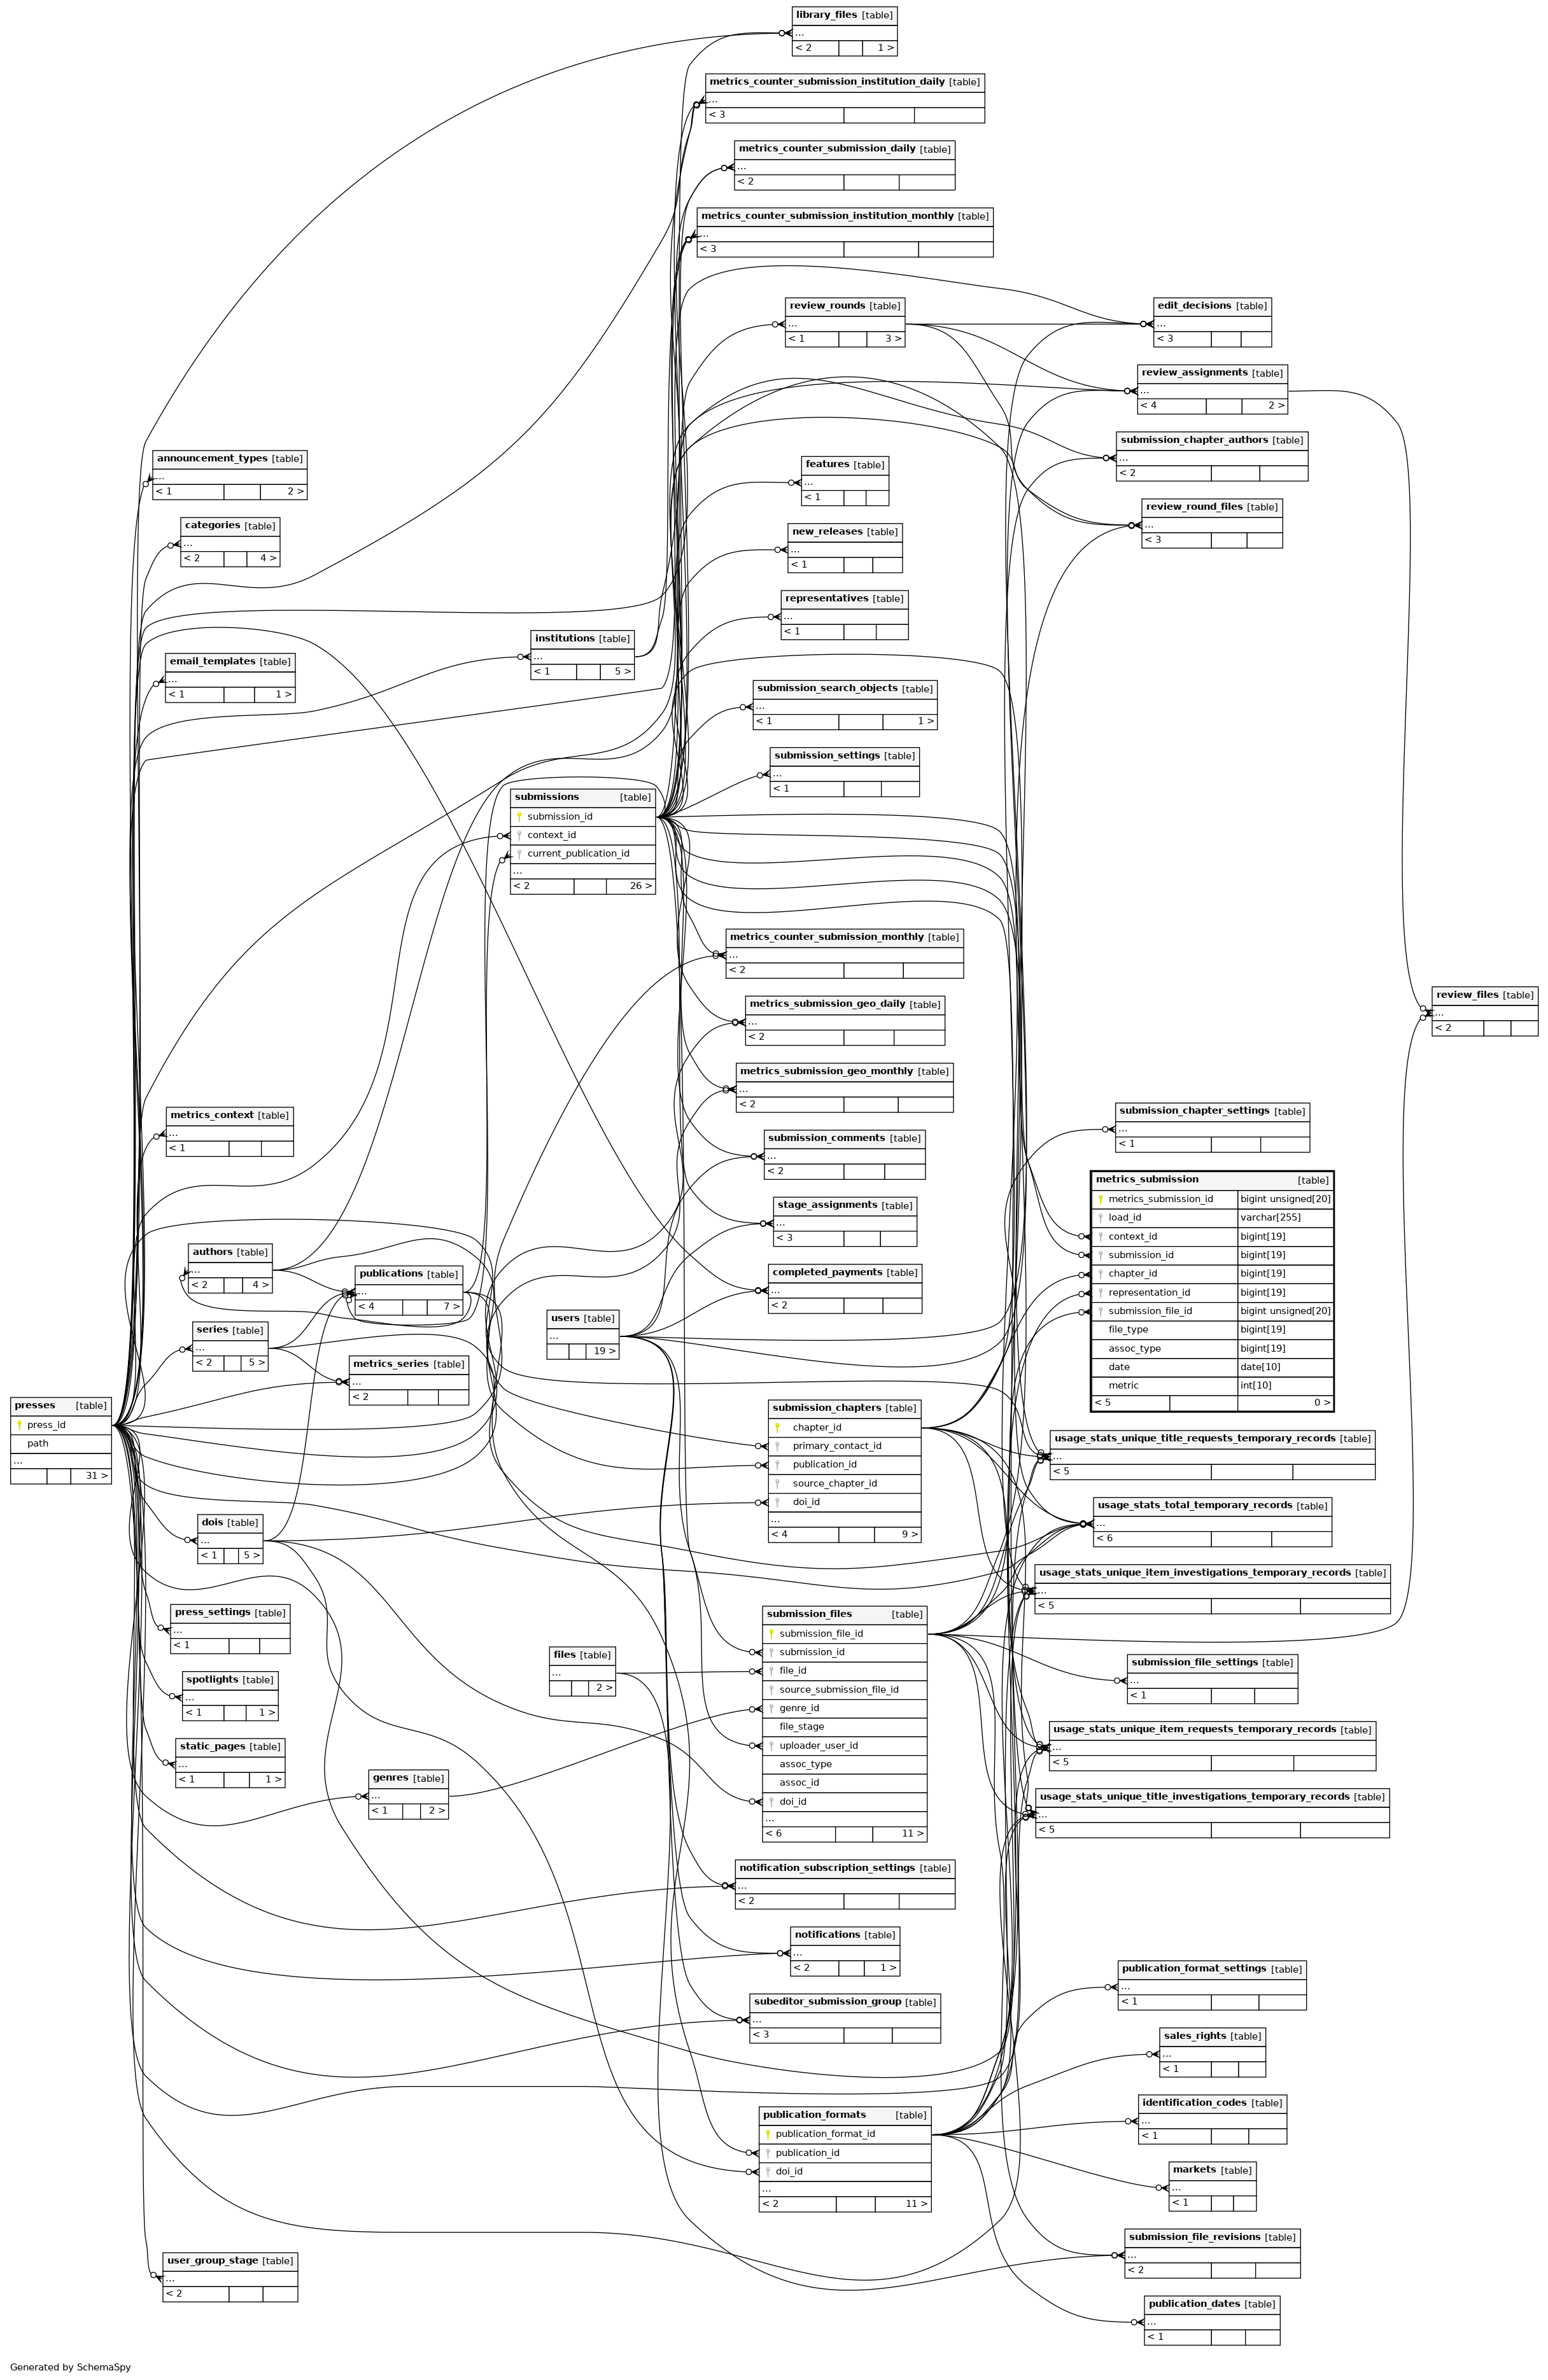 library_files [table]
...
< 2 1 >
metrics_counter_submission_institution_daily [table]
...
< 3
metrics_counter_submission_daily [table]
...
< 2
metrics_counter_submission_institution_monthly [table]
...
< 3
review_rounds [table]
...
< 1 3 >
edit_decisions [table]
...
< 3
review_assignments [table]
...
< 4 2 >
submission_chapter_authors [table]
...
< 2
announcement_types [table]
...
< 1 2 >
features [table]
...
< 1
review_round_files [table]
...
< 3
categories [table]
...
< 2 4 >
new_releases [table]
...
< 1
representatives [table]
...
< 1
institutions [table]
...
< 1 5 >
email_templates [table]
...
< 1 1 >
submission_search_objects [table]
...
< 1 1 >
submission_settings [table]
...
< 1
submissions [table]
submission_id
context_id
current_publication_id
...
< 2 26 >
metrics_counter_submission_monthly [table]
...
< 2
review_files [table]
...
< 2
metrics_submission_geo_daily [table]
...
< 2
metrics_submission_geo_monthly [table]
...
< 2
metrics_context [table]
...
< 1
submission_chapter_settings [table]
...
< 1
submission_comments [table]
...
< 2
metrics_submission [table]
metrics_submission_id bigint unsigned[20]
load_id varchar[255]
context_id bigint[19]
submission_id bigint[19]
chapter_id bigint[19]
representation_id bigint[19]
submission_file_id bigint unsigned[20]
file_type bigint[19]
assoc_type bigint[19]
date date[10]
metric int[10]
< 5 0 >
stage_assignments [table]
...
< 3
authors [table]
...
< 2 4 >
publications [table]
...
< 4 7 >
completed_payments [table]
...
< 2
users [table]
...
19 >
series [table]
...
< 2 5 >
metrics_series [table]
...
< 2
presses [table]
press_id
path
...
31 >
submission_chapters [table]
chapter_id
primary_contact_id
publication_id
source_chapter_id
doi_id
...
< 4 9 >
usage_stats_unique_title_requests_temporary_records [table]
...
< 5
usage_stats_total_temporary_records [table]
...
< 6
dois [table]
...
< 1 5 >
usage_stats_unique_item_investigations_temporary_records [table]
...
< 5
press_settings [table]
...
< 1
submission_files [table]
submission_file_id
submission_id
file_id
source_submission_file_id
genre_id
file_stage
uploader_user_id
assoc_type
assoc_id
doi_id
...
< 6 11 >
files [table]
...
2 >
submission_file_settings [table]
...
< 1
spotlights [table]
...
< 1 1 >
usage_stats_unique_item_requests_temporary_records [table]
...
< 5
static_pages [table]
...
< 1 1 >
genres [table]
...
< 1 2 >
usage_stats_unique_title_investigations_temporary_records [table]
...
< 5
notification_subscription_settings [table]
...
< 2
notifications [table]
...
< 2 1 >
publication_format_settings [table]
...
< 1
subeditor_submission_group [table]
...
< 3
sales_rights [table]
...
< 1
identification_codes [table]
...
< 1
publication_formats [table]
publication_format_id
publication_id
doi_id
...
< 2 11 >
markets [table]
...
< 1
submission_file_revisions [table]
...
< 2
user_group_stage [table]
...
< 2
publication_dates [table]
...
< 1
Generated by SchemaSpy